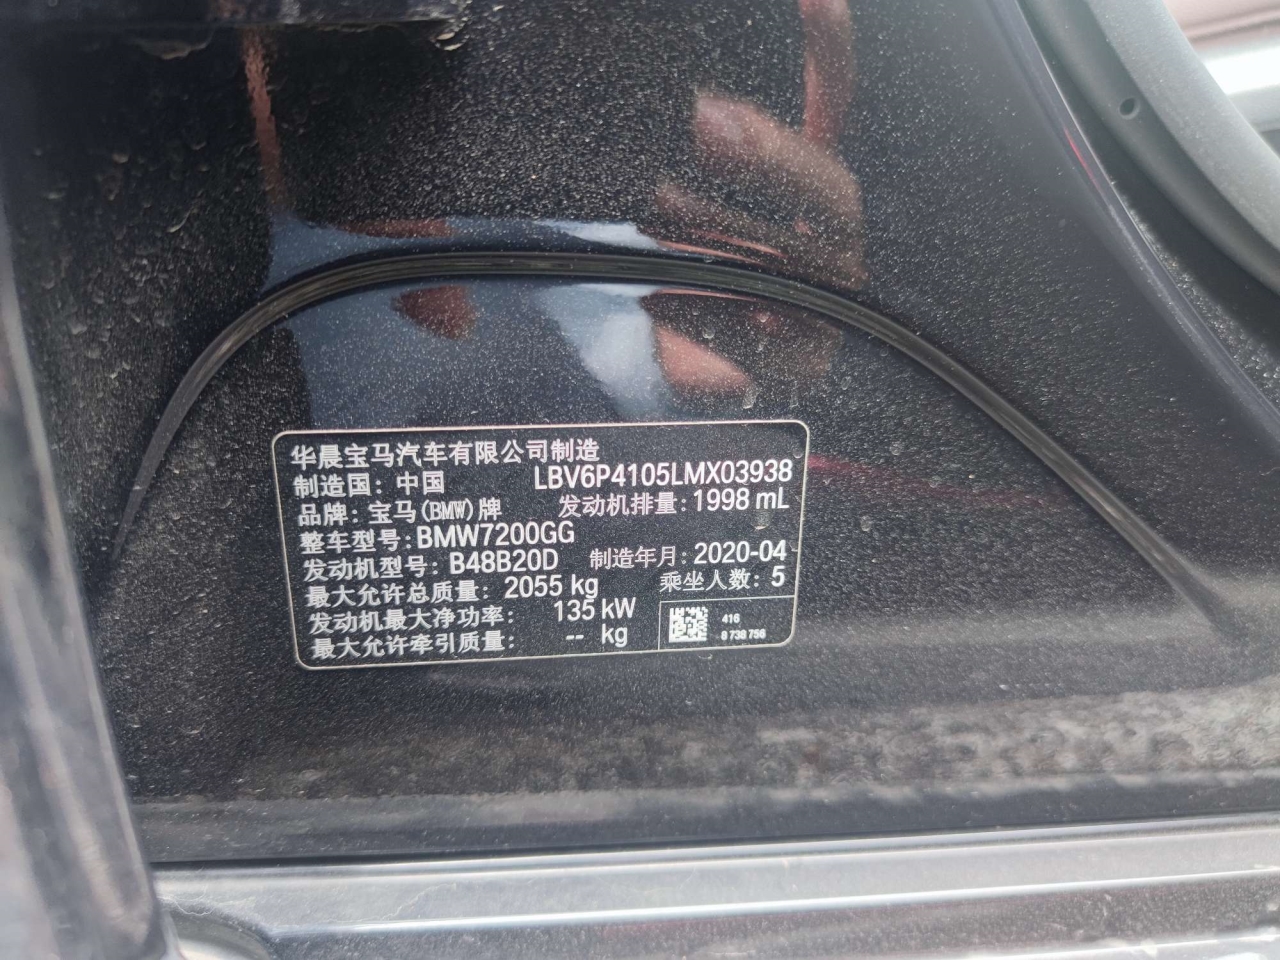 华晨宝马汽车有限公司制造
制造国: 中国 LBV6P4105LMX03938
品牌: 宝马(BMW)牌 发动机排量: 1998 mL
整车型号: BMW7200GG
发动机型号: B48B20D 制造年月: 2020-04
最大允许总质量: 2055 kg 乘坐人数: 5
发动机最大净功率: 135 kW
最大允许牵引质量: -- kg
416
8 738 756